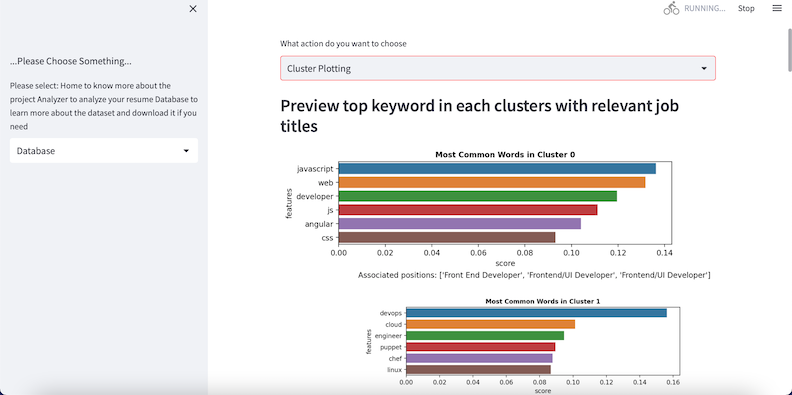 RUNNING...
Stop
...Please Choose Something...
Please select: Home to know more about the
project Analyzer to analyze your resume Database to
learn more about the dataset and download it if you
need
Database
What action do you want to choose
Cluster Plotting
Preview top keyword in each clusters with relevant job
titles
Most Common Words in Cluster 0
features
javascript
web
developer
js
angular
css
0.00 0.02 0.04 0.06 0.08 0.10 0.12 0.14
score
Associated positions: ['Front End Developer', 'Frontend/UI Developer', 'Frontend/UI Developer']
Most Common Words in Cluster 1
features
devops
cloud
engineer
puppet
chef
linux
0.00 0.02 0.04 0.06 0.08 0.10 0.12 0.14 0.16
score